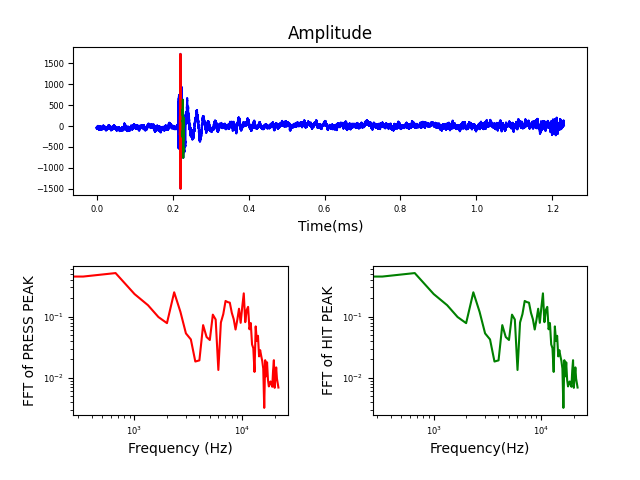 Amplitude
1500
1000
500
0
−500
−1000
−1500
0.0 0.2 0.4 0.6 0.8 1.0 1.2
Time(ms)
FFT of PRESS PEAK
10⁻¹
10⁻²
10³ 10⁴
Frequency (Hz)
FFT of HIT PEAK
10⁻¹
10⁻²
10³ 10⁴
Frequency(Hz)